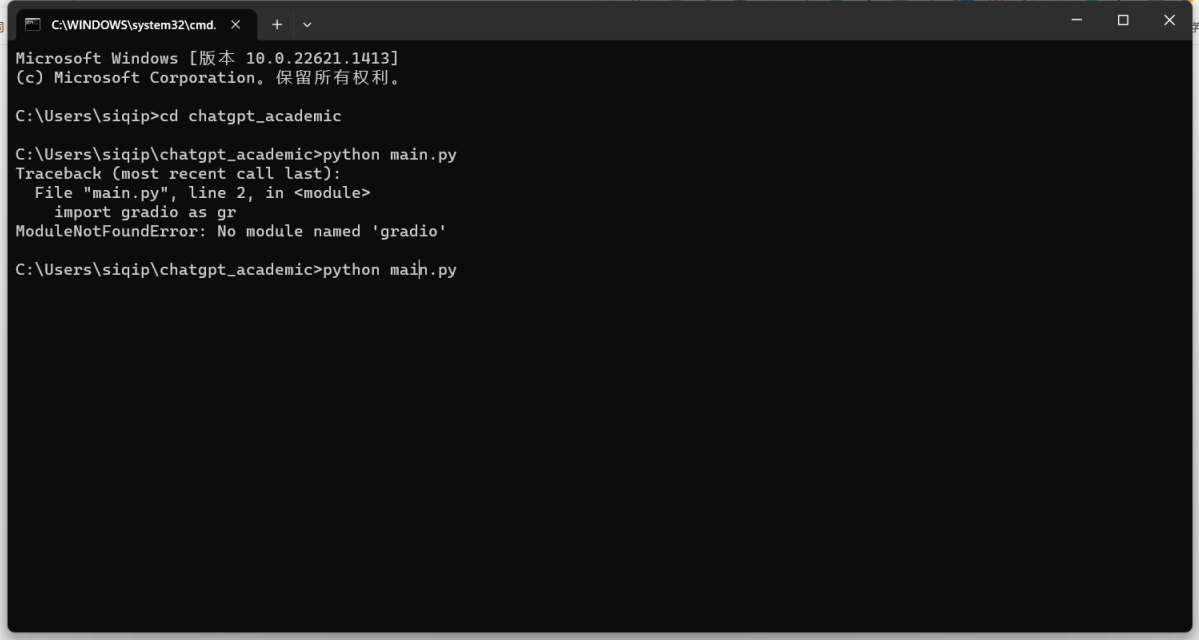 C:\WINDOWS\system32\cmd.
Microsoft Windows [版本 10.0.22621.1413]
(c) Microsoft Corporation。保留所有权利。
C:\Users\siqip>cd chatgpt_academic
C:\Users\siqip\chatgpt_academic>python main.py
Traceback (most recent call last):
  File "main.py", line 2, in <module>
    import gradio as gr
ModuleNotFoundError: No module named 'gradio'
C:\Users\siqip\chatgpt_academic>python main.py